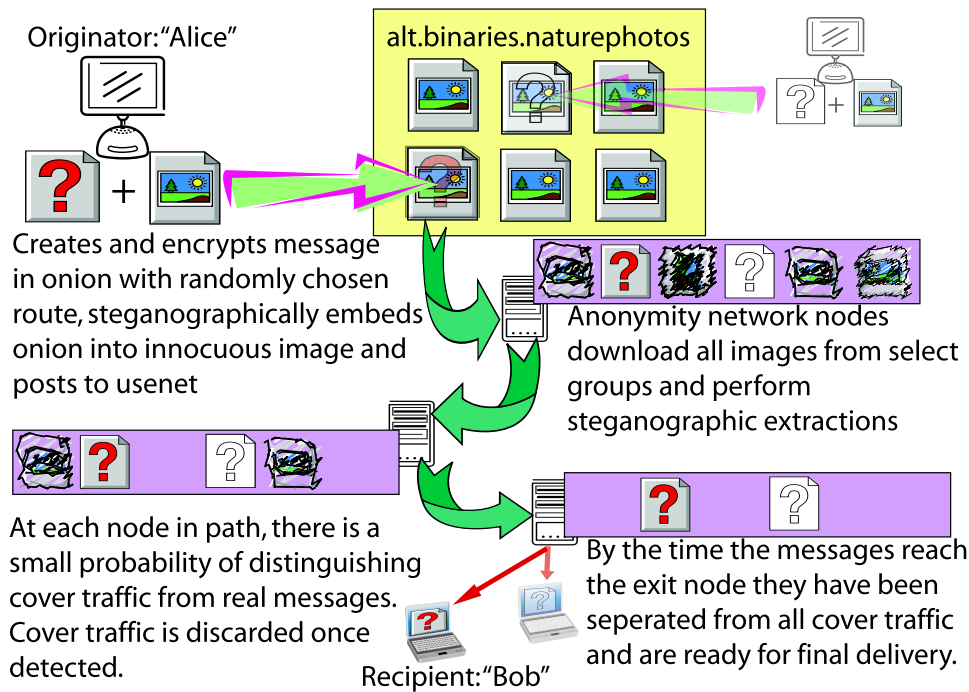 Originator:"Alice"
alt.binaries.naturephotos
?
?
+
?
+
?
Creates and encrypts message
in onion with randomly chosen
route, steganographically embeds
onion into innocuous image and
posts to usenet
?
?
Anonymity network nodes
download all images from select
groups and perform
steganographic extractions
?
?
At each node in path, there is a
small probability of distinguishing
cover traffic from real messages.
Cover traffic is discarded once
detected.
?
?
By the time the messages reach
the exit node they have been
seperated from all cover traffic
and are ready for final delivery.
?
?
Recipient:"Bob"